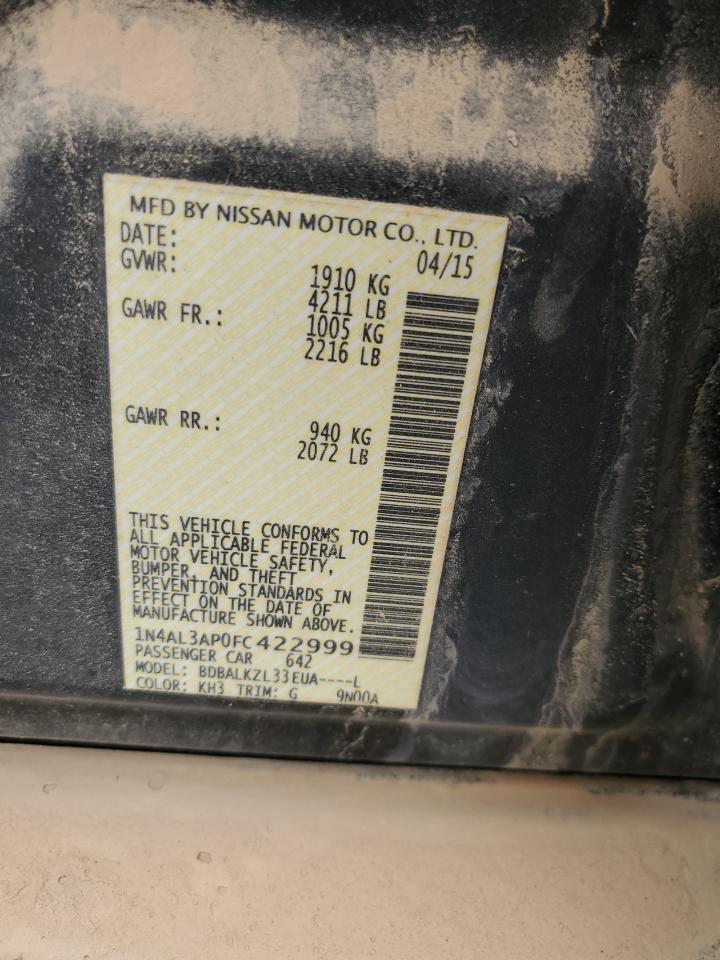 MFD BY NISSAN MOTOR CO., LTD.
DATE: 04/15
GVWR: 1910 KG
4211 LB
GAWR FR.: 1005 KG
2216 LB
GAWR RR.: 940 KG
2072 LB
THIS VEHICLE CONFORMS TO
ALL APPLICABLE FEDERAL
MOTOR VEHICLE SAFETY,
BUMPER, AND THEFT
PREVENTION STANDARDS IN
EFFECT ON THE DATE OF
MANUFACTURE SHOWN ABOVE.
1N4AL3AP0FC422999
PASSENGER CAR 642
MODEL: BDBALKZL33EUA----L
COLOR: KH3 TRIM: G 9N00A